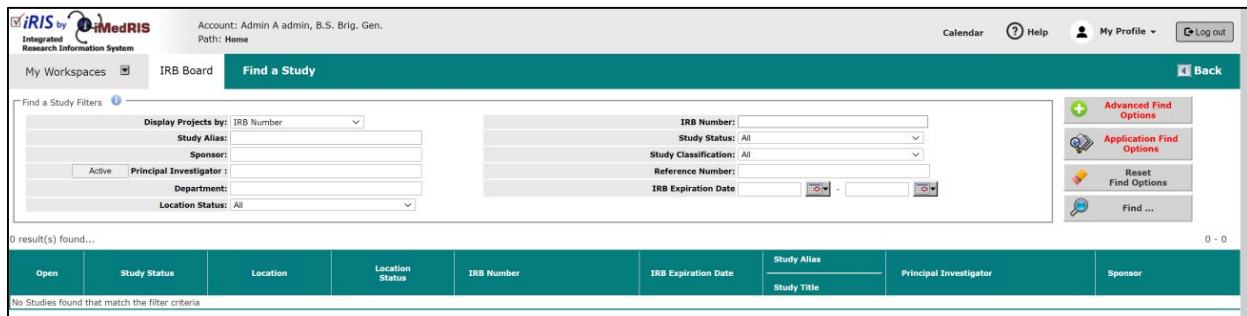 iRIS by iMedRIS
Integrated
Research Information System
Account: Admin A admin, B.S. Brig. Gen.
Path: Home
Calendar
? Help
My Profile
Log out
My Workspaces
IRB Board
Find a Study
Back
Find a Study Filters
Display Projects by: IRB Number
IRB Number:
Study Alias:
Study Status: All
Sponsor:
Study Classification: All
Active Principal Investigator :
Reference Number:
Department:
IRB Expiration Date -
Location Status: All
Advanced Find
Options
Application Find
Options
Reset
Find Options
Find ...
0 result(s) found...
0 - 0
Open
Study Status
Location
Location
Status
IRB Number
IRB Expiration Date
Study Alias
Study Title
Principal Investigator
Sponsor
No Studies found that match the filter criteria